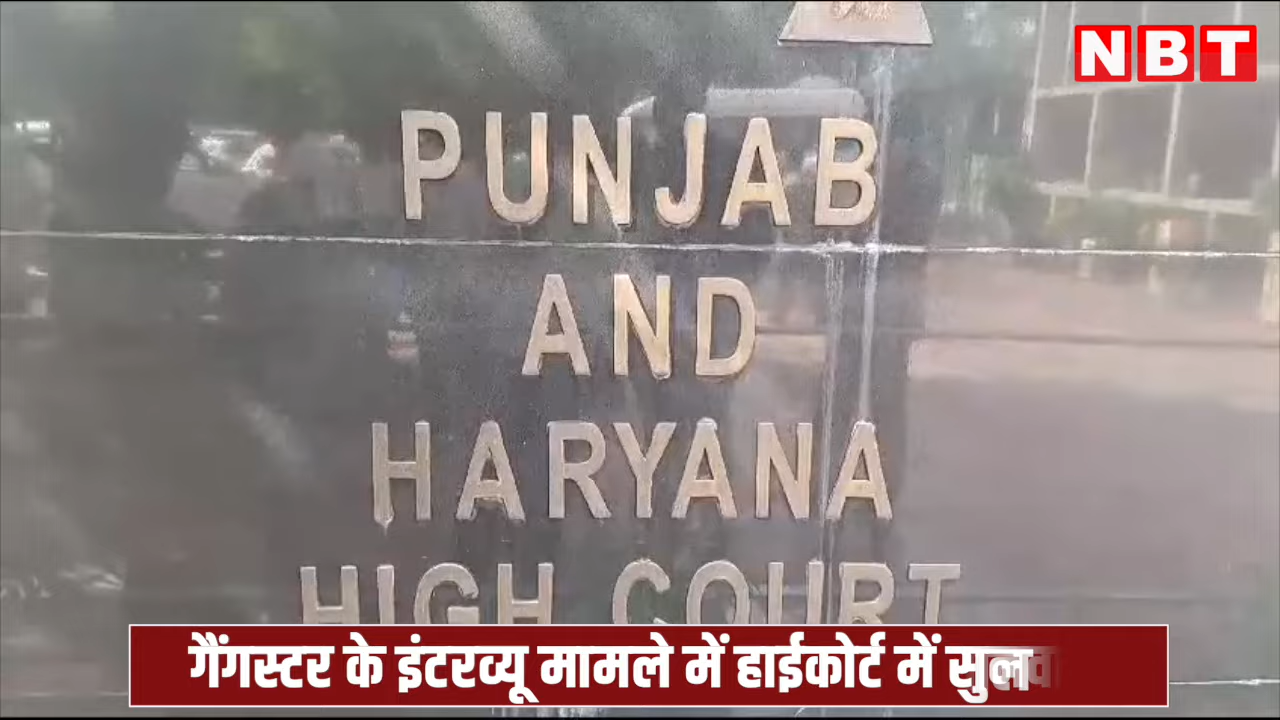 NBT
PUNJAB
AND
HARYANA
HIGH COURT
गैंगस्टर के इंटरव्यू मामले में हाईकोर्ट में